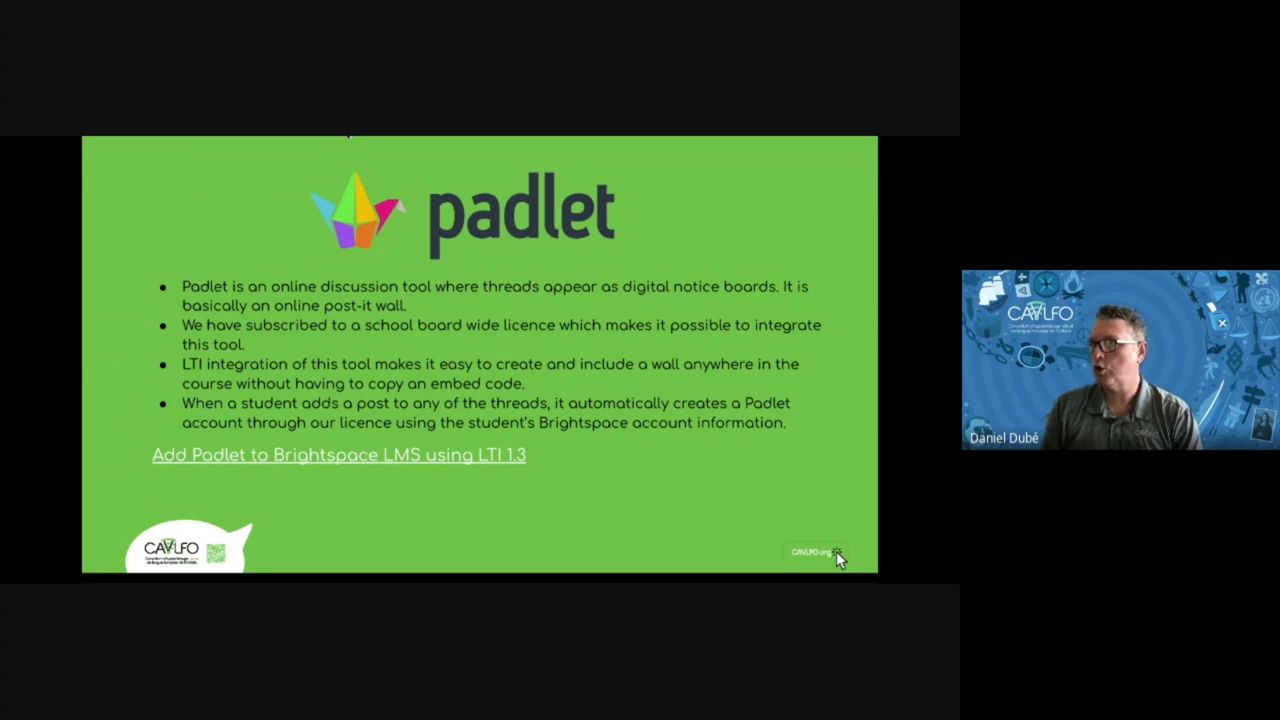 padlet
● Padlet is an online discussion tool where threads appear as digital notice boards. It is
basically an online post-it wall.
● We have subscribed to a school board wide licence which makes it possible to integrate
this tool.
● LTI integration of this tool makes it easy to create and include a wall anywhere in the
course without having to copy an embed code.
● When a student adds a post to any of the threads, it automatically creates a Padlet
account through our licence using the student's Brightspace account information.
Add Padlet to Brightspace LMS using LTI 1.3
CAVLFO
CAVLFO.org
CAVLFO
Daniel Dubé